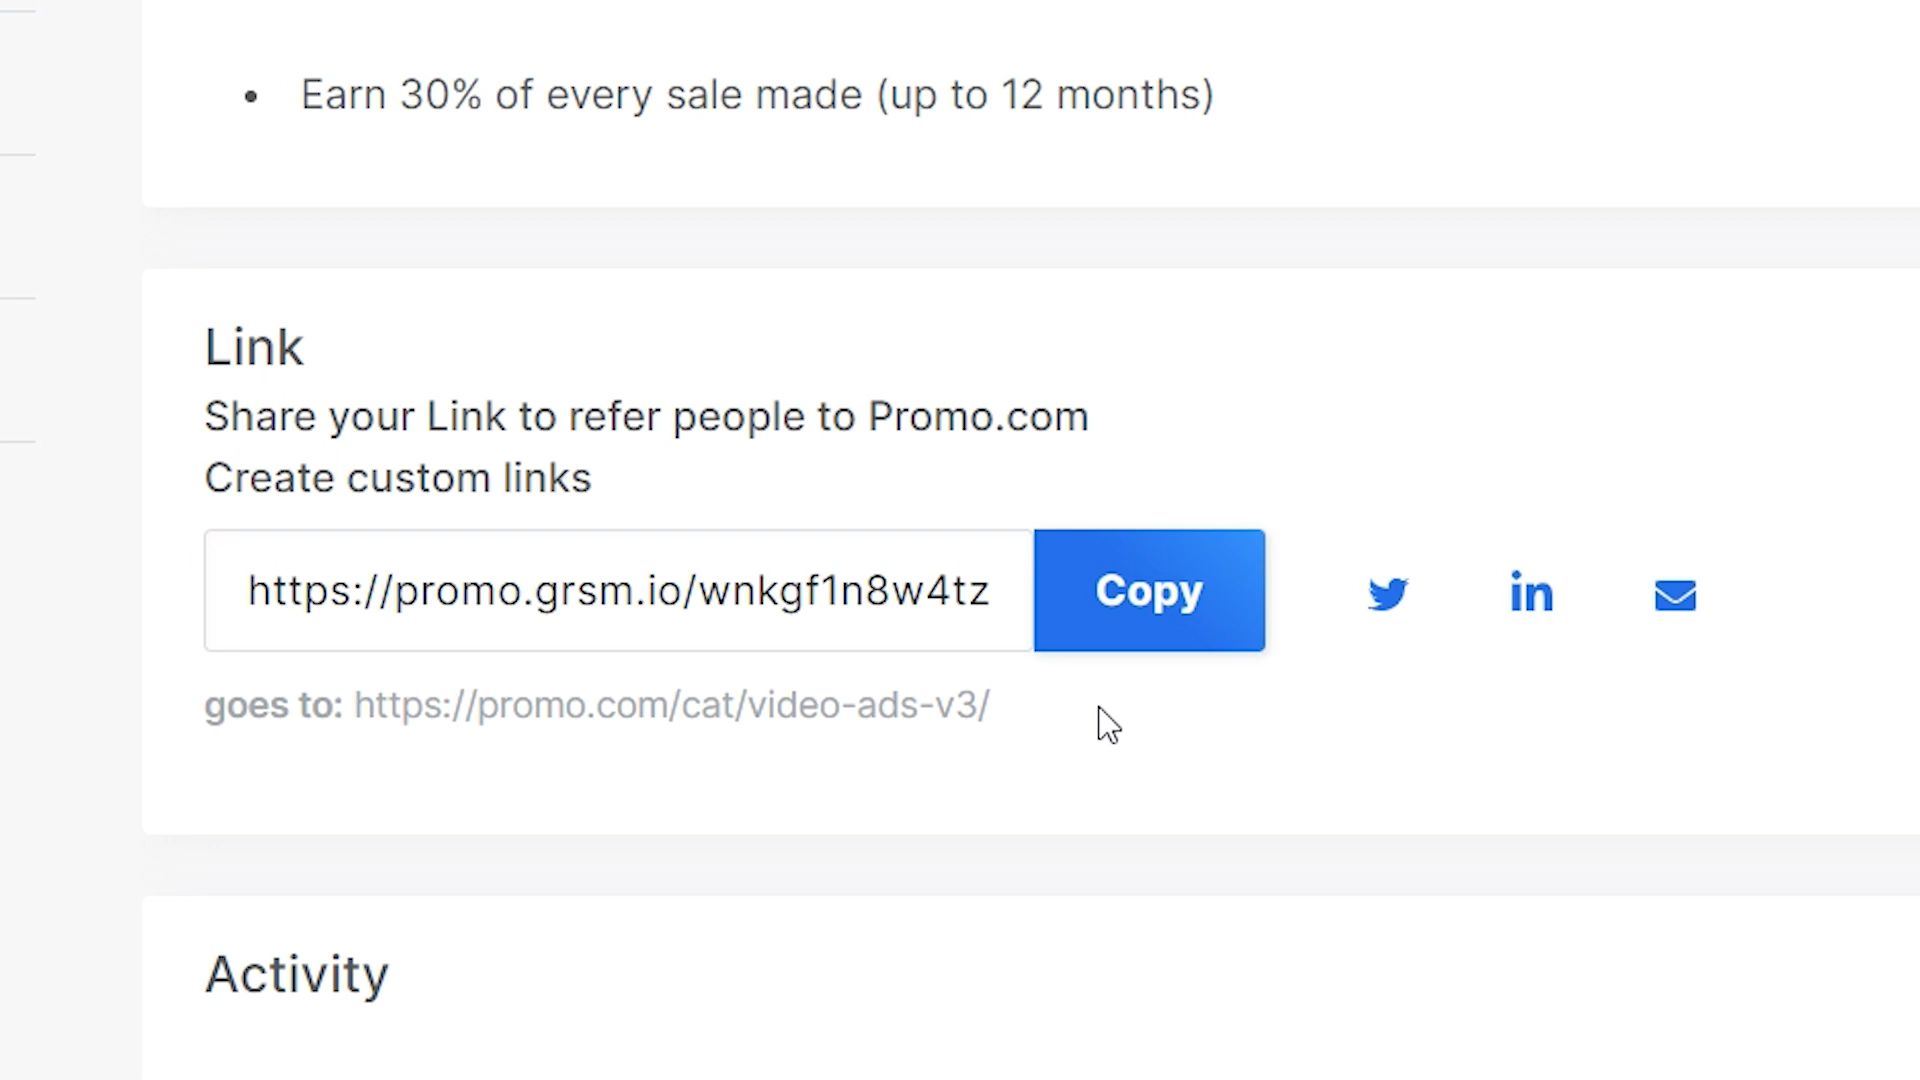 Earn 30% of every sale made (up to 12 months)
Link
Share your Link to refer people to Promo.com
Create custom links
https://promo.grsm.io/wnkgf1n8w4tz
Copy
goes to: https://promo.com/cat/video-ads-v3/
Activity